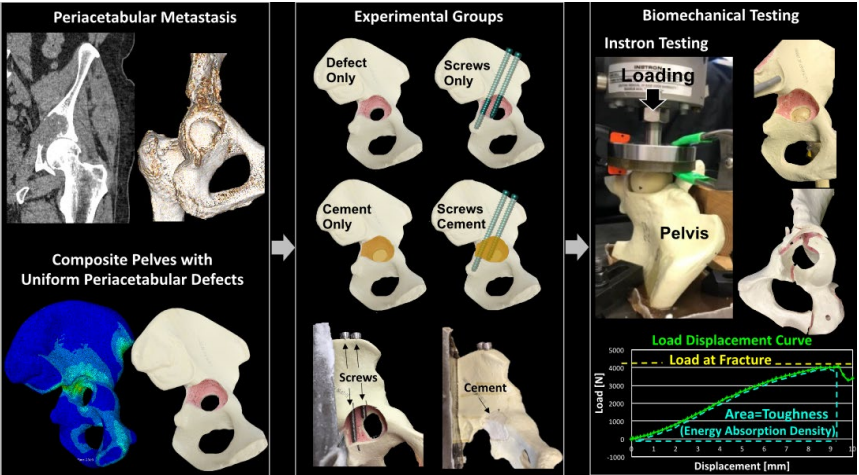 Periacetabular Metastasis
Composite Pelves with
Uniform Periacetabular Defects
Experimental Groups
Defect
Only
Screws
Only
Cement
Only
Screws
Cement
Screws
Cement
Biomechanical Testing
Instron Testing
INSTRON
Loading
Pelvis
Load Displacement Curve
Load at Fracture
Area=Toughness
(Energy Absorption Density)
Load [N]
5000
4000
3000
2000
1000
0
-1000
0 1 2 3 4 5 6 7 8 9 10
Displacement [mm]